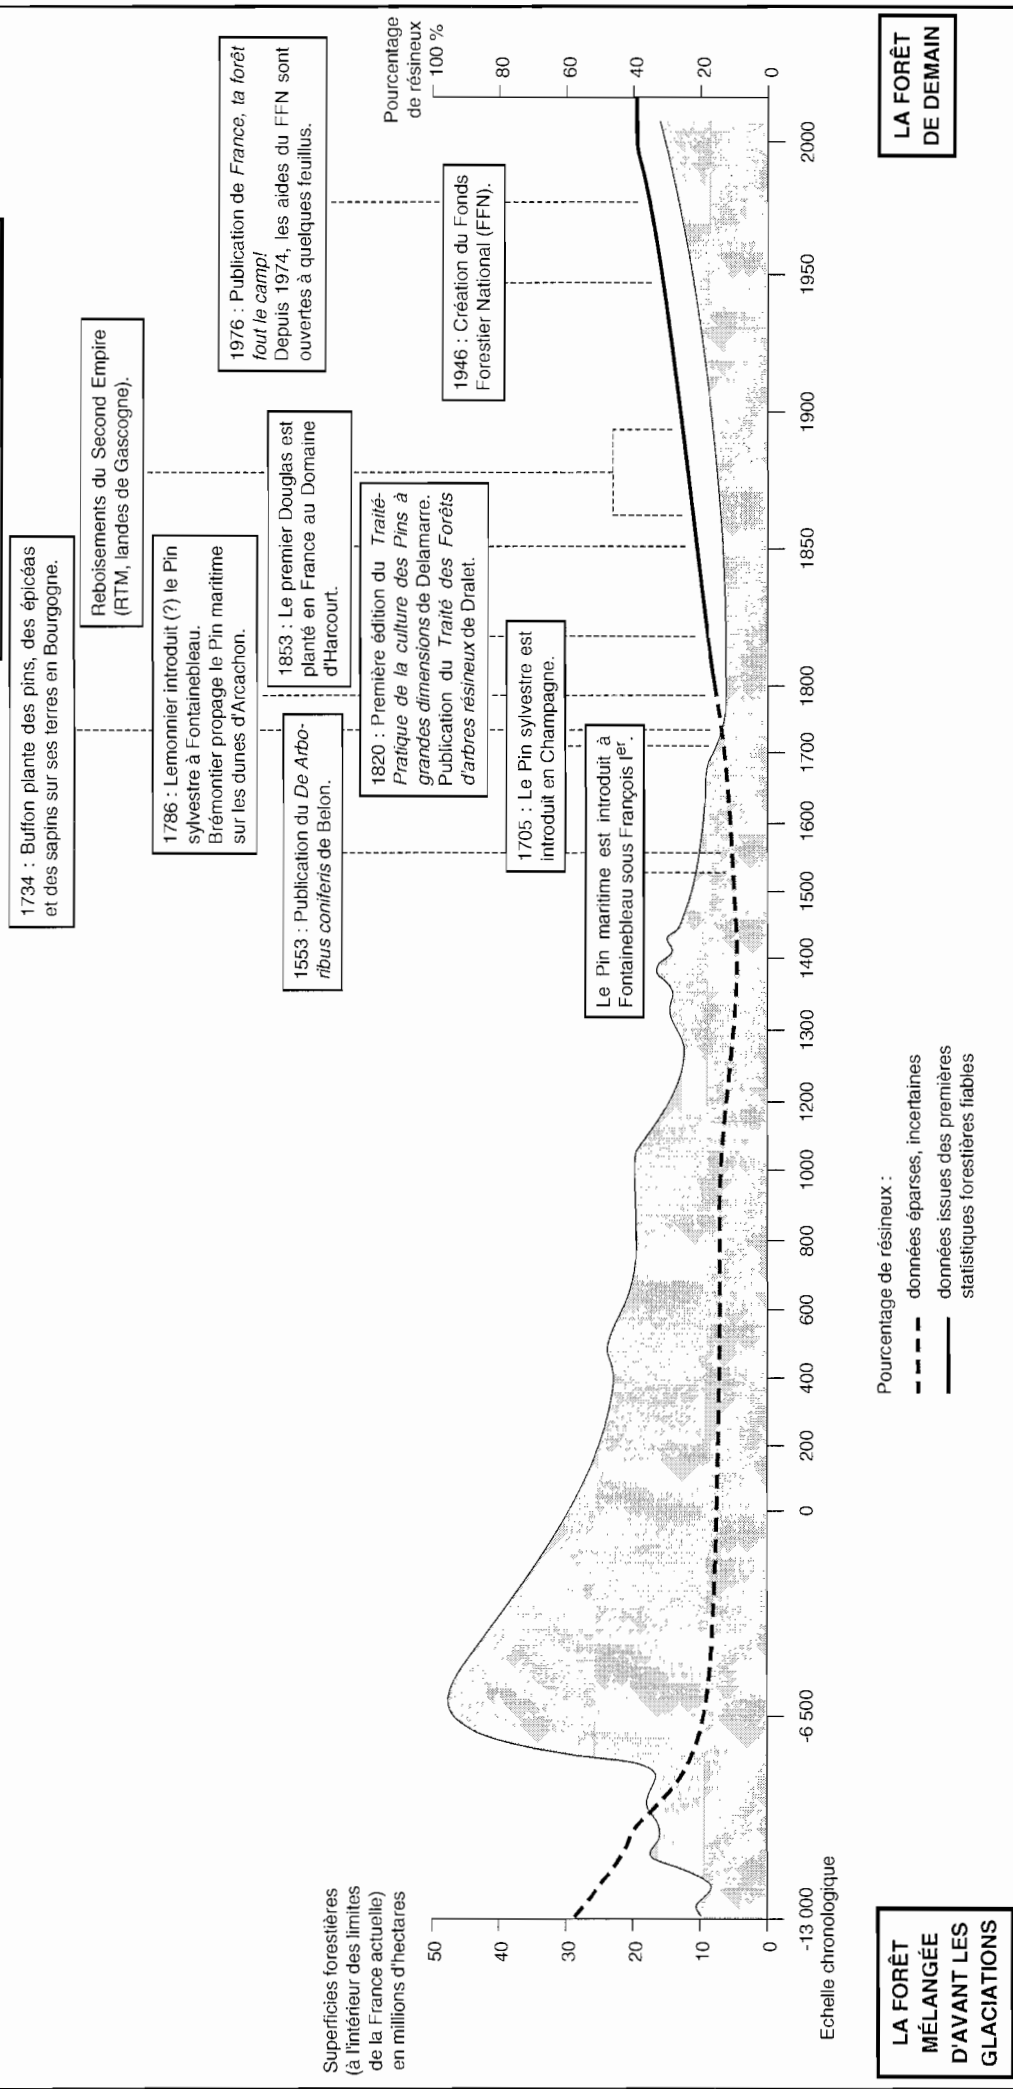 1734 : Buffon plante des pins, des épicéas
et des sapins sur ses terres en Bourgogne.
Reboisements du Second Empire
(RTM, landes de Gascogne).
1786 : Lemonnier introduit (?) le Pin
sylvestre à Fontainebleau.
Brémontier propage le Pin maritime
sur les dunes d'Arcachon.
1976 : Publication de France, ta forêt
fout le camp!
Depuis 1974, les aides du FFN sont
ouvertes à quelques feuillus.
1853 : Le premier Douglas est
planté en France au Domaine
d'Harcourt.
1553 : Publication du De Arbo-
ribus coniferis de Belon.
1820 : Première édition du Traité-
Pratique de la culture des Pins à
grandes dimensions de Delamarre.
Publication du Traité des Forêts
d'arbres résineux de Dralet.
1946 : Création du Fonds
Forestier National (FFN).
1705 : Le Pin sylvestre est
introduit en Champagne.
Le Pin maritime est introduit à
Fontainebleau sous François Ier.
Superficies forestières
(à l'intérieur des limites
de la France actuelle)
en millions d'hectares
50
40
30
20
10
0
Pourcentage
de résineux
100 %
80
60
40
20
0
-13 000
-6 500
0
200
400
600
800
1000
1200
1300
1400
1500
1600
1700
1800
1850
1900
1950
2000
Echelle chronologique
LA FORÊT
MÉLANGÉE
D'AVANT LES
GLACIATIONS
Pourcentage de résineux :
données éparses, incertaines
données issues des premières
statistiques forestières fiables
LA FORÊT
DE DEMAIN